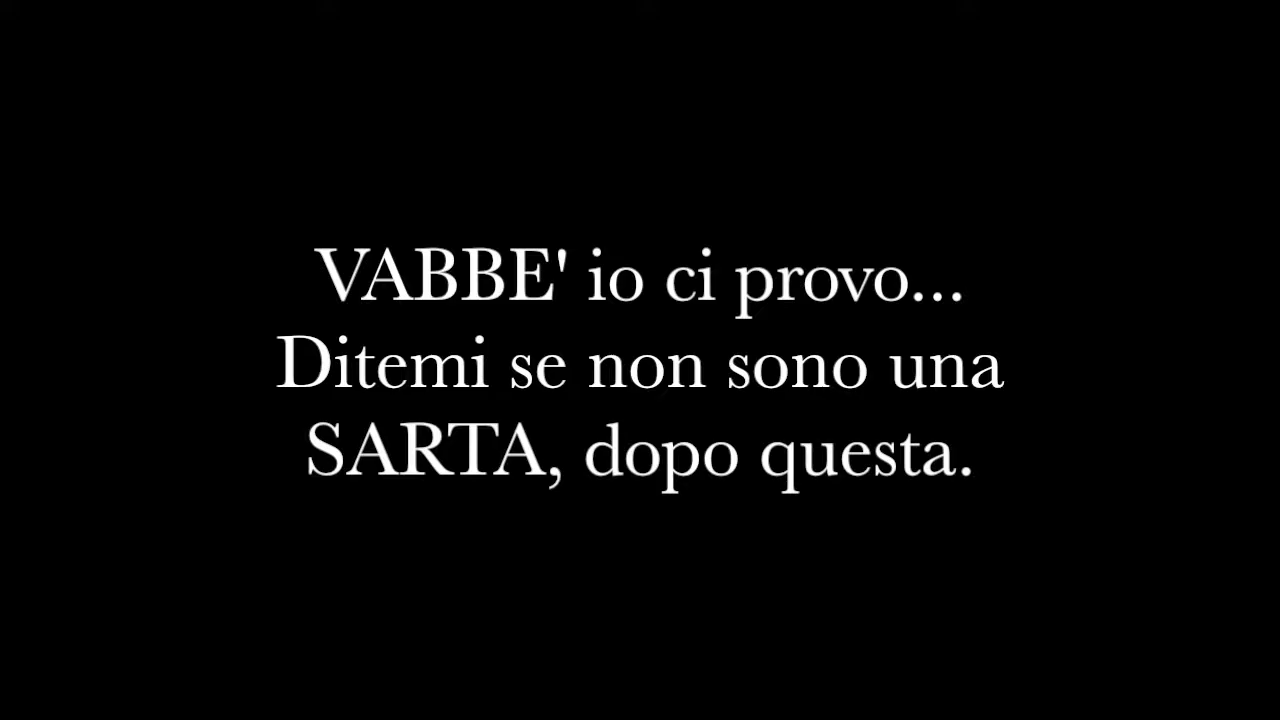 VABBE' io ci provo...
Ditemi se non sono una
SARTA, dopo questa.